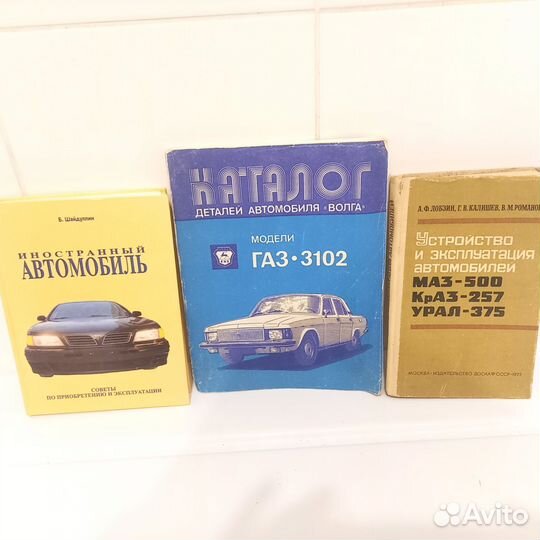 В. Шейдуллин
ИНОСТРАННЫЙ
АВТОМОБИЛЬ
СОВЕТЫ
ПО ПРИОБРЕТЕНИЮ И ЭКСПЛУАТАЦИИ
КАТАЛОГ
ДЕТАЛЕЙ АВТОМОБИЛЯ «ВОЛГА»
МОДЕЛИ
ГАЗ • 3102
А. Ф. ЛОБЗИН, Г. В. КАЛИШЕВ, В. М. РОМАНОВ
УСТРОЙСТВО
И ЭКСПЛУАТАЦИЯ
АВТОМОБИЛЕЙ
МАЗ-500
КрАЗ-257
УРАЛ-375
МОСКВА · ИЗДАТЕЛЬСТВО ДОСААФ СССР · 1977
Avito